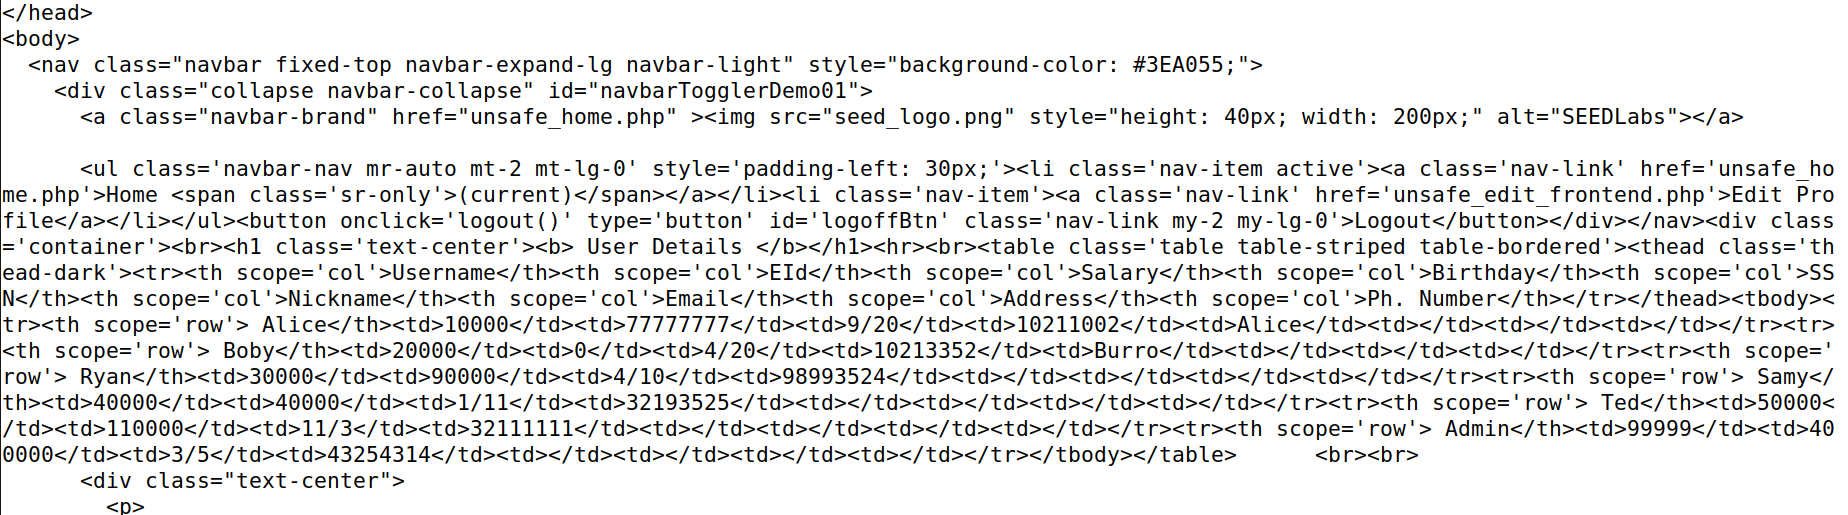 </head>
<body>
  <nav class="navbar fixed-top navbar-expand-lg navbar-light" style="background-color: #3EA055;">
    <div class="collapse navbar-collapse" id="navbarTogglerDemo01">
      <a class="navbar-brand" href="unsafe_home.php" ><img src="seed_logo.png" style="height: 40px; width: 200px;" alt="SEEDLabs"></a>

      <ul class='navbar-nav mr-auto mt-2 mt-lg-0' style='padding-left: 30px;'><li class='nav-item active'><a class='nav-link' href='unsafe_ho
me.php'>Home <span class='sr-only'>(current)</span></a></li><li class='nav-item'><a class='nav-link' href='unsafe_edit_frontend.php'>Edit Pro
file</a></li></ul><button onclick='logout()' type='button' id='logoffBtn' class='nav-link my-2 my-lg-0'>Logout</button></div></nav><div class
='container'><br><h1 class='text-center'><b> User Details </b></h1><hr><br><table class='table table-striped table-bordered'><thead class='th
ead-dark'><tr><th scope='col'>Username</th><th scope='col'>EId</th><th scope='col'>Salary</th><th scope='col'>Birthday</th><th scope='col'>SS
N</th><th scope='col'>Nickname</th><th scope='col'>Email</th><th scope='col'>Address</th><th scope='col'>Ph. Number</th></tr></thead><tbody><
tr><th scope='row'> Alice</th><td>10000</td><td>77777777</td><td>9/20</td><td>10211002</td><td>Alice</td><td></td><td></td><td></td></tr><tr>
<th scope='row'> Boby</th><td>20000</td><td>0</td><td>4/20</td><td>10213352</td><td>Burro</td><td></td><td></td><td></td></tr><tr><th scope='
row'> Ryan</th><td>30000</td><td>90000</td><td>4/10</td><td>98993524</td><td></td><td></td><td></td><td></td></tr><tr><th scope='row'> Samy</
th><td>40000</td><td>40000</td><td>1/11</td><td>32193525</td><td></td><td></td><td></td><td></td></tr><tr><th scope='row'> Ted</th><td>50000<
/td><td>110000</td><td>11/3</td><td>32111111</td><td></td><td></td><td></td><td></td></tr><tr><th scope='row'> Admin</th><td>99999</td><td>40
0000</td><td>3/5</td><td>43254314</td><td></td><td></td><td></td><td></td></tr></tbody></table>      <br><br>
      <div class="text-center">
        <p>